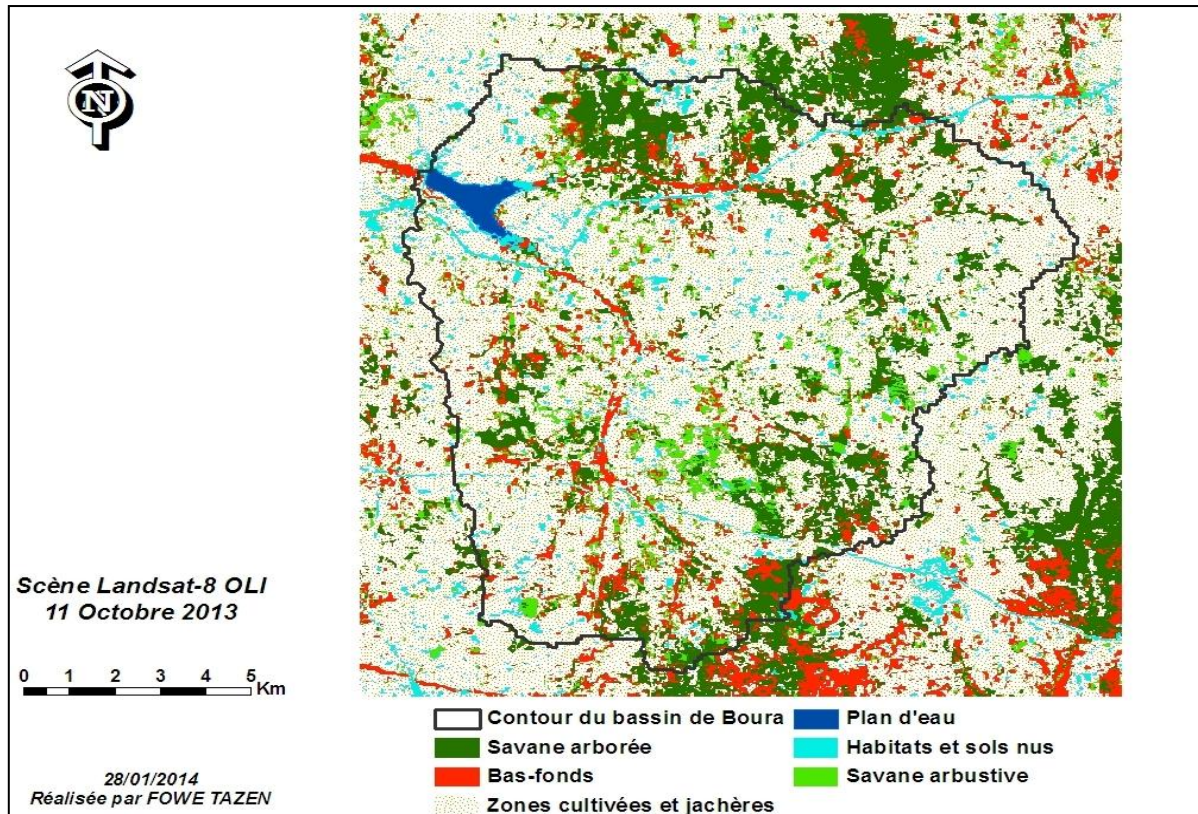 N
Scène Landsat-8 OLI
11 Octobre 2013
0 1 2 3 4 5 Km
28/01/2014
Réalisée par FOWE TAZEN
Contour du bassin de Boura
Savane arborée
Bas-fonds
Zones cultivées et jachères
Plan d'eau
Habitats et sols nus
Savane arbustive